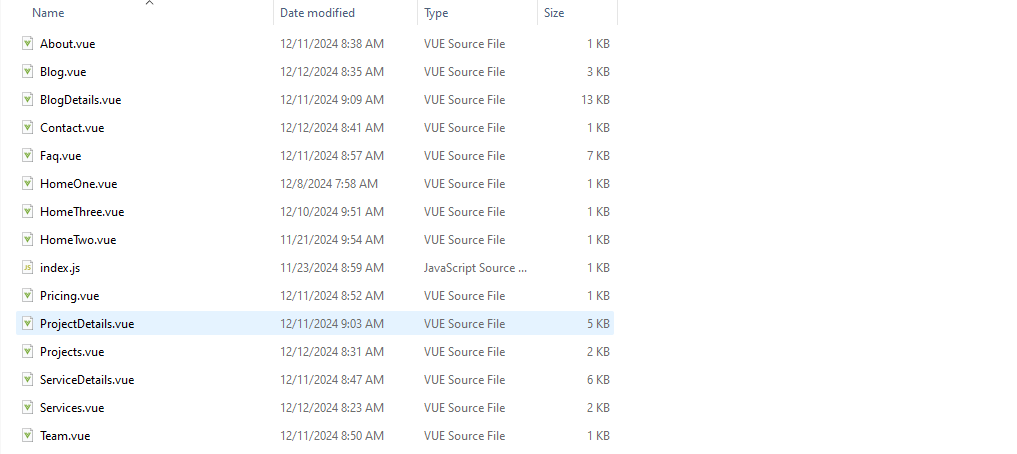 Name Date modified Type Size
About.vue 12/11/2024 8:38 AM VUE Source File 1 KB
Blog.vue 12/12/2024 8:35 AM VUE Source File 3 KB
BlogDetails.vue 12/11/2024 9:09 AM VUE Source File 13 KB
Contact.vue 12/12/2024 8:41 AM VUE Source File 1 KB
Faq.vue 12/11/2024 8:57 AM VUE Source File 7 KB
HomeOne.vue 12/8/2024 7:58 AM VUE Source File 1 KB
HomeThree.vue 12/10/2024 9:51 AM VUE Source File 1 KB
HomeTwo.vue 11/21/2024 9:54 AM VUE Source File 1 KB
JS index.js 11/23/2024 8:59 AM JavaScript Source ... 1 KB
Pricing.vue 12/11/2024 8:52 AM VUE Source File 1 KB
ProjectDetails.vue 12/11/2024 9:03 AM VUE Source File 5 KB
Projects.vue 12/12/2024 8:31 AM VUE Source File 2 KB
ServiceDetails.vue 12/11/2024 8:47 AM VUE Source File 6 KB
Services.vue 12/12/2024 8:23 AM VUE Source File 2 KB
Team.vue 12/11/2024 8:50 AM VUE Source File 1 KB